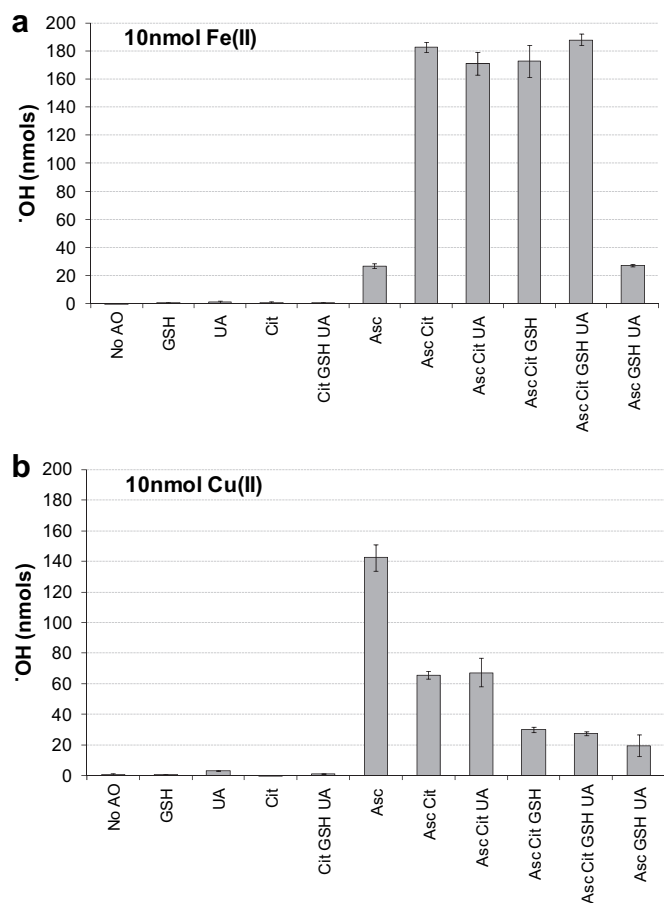 a
10nmol Fe(II)
˙OH (nmols)
200
180
160
140
120
100
80
60
40
20
0
No AO
GSH
UA
Cit
Cit GSH UA
Asc
Asc Cit
Asc Cit UA
Asc Cit GSH
Asc Cit GSH UA
Asc GSH UA
b
10nmol Cu(II)
˙OH (nmols)
200
180
160
140
120
100
80
60
40
20
0
No AO
GSH
UA
Cit
Cit GSH UA
Asc
Asc Cit
Asc Cit UA
Asc Cit GSH
Asc Cit GSH UA
Asc GSH UA